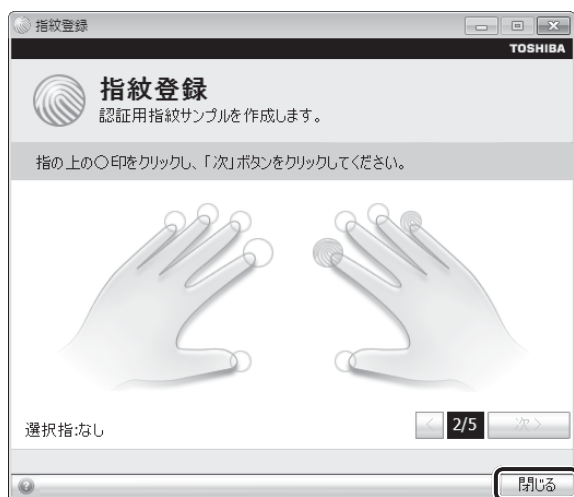 指紋登録
TOSHIBA
指紋登録
認証用指紋サンプルを作成します。
指の上の○印をクリックし、「次」ボタンをクリックしてください。
選択指:なし
< 2/5 次>
?
閉じる